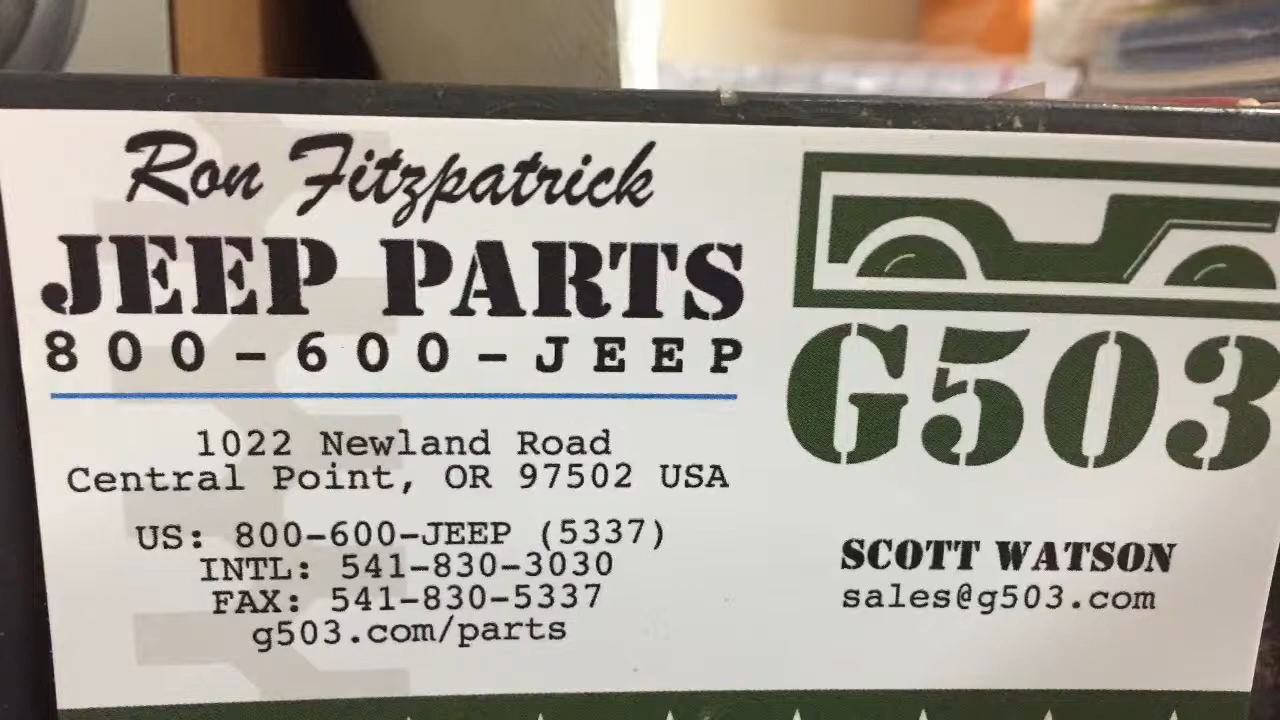 Ron Fitzpatrick
JEEP PARTS
800-600-JEEP
1022 Newland Road
Central Point, OR 97502 USA
US: 800-600-JEEP (5337)
INTL: 541-830-3030
FAX: 541-830-5337
g503.com/parts
G503
SCOTT WATSON
sales@g503.com